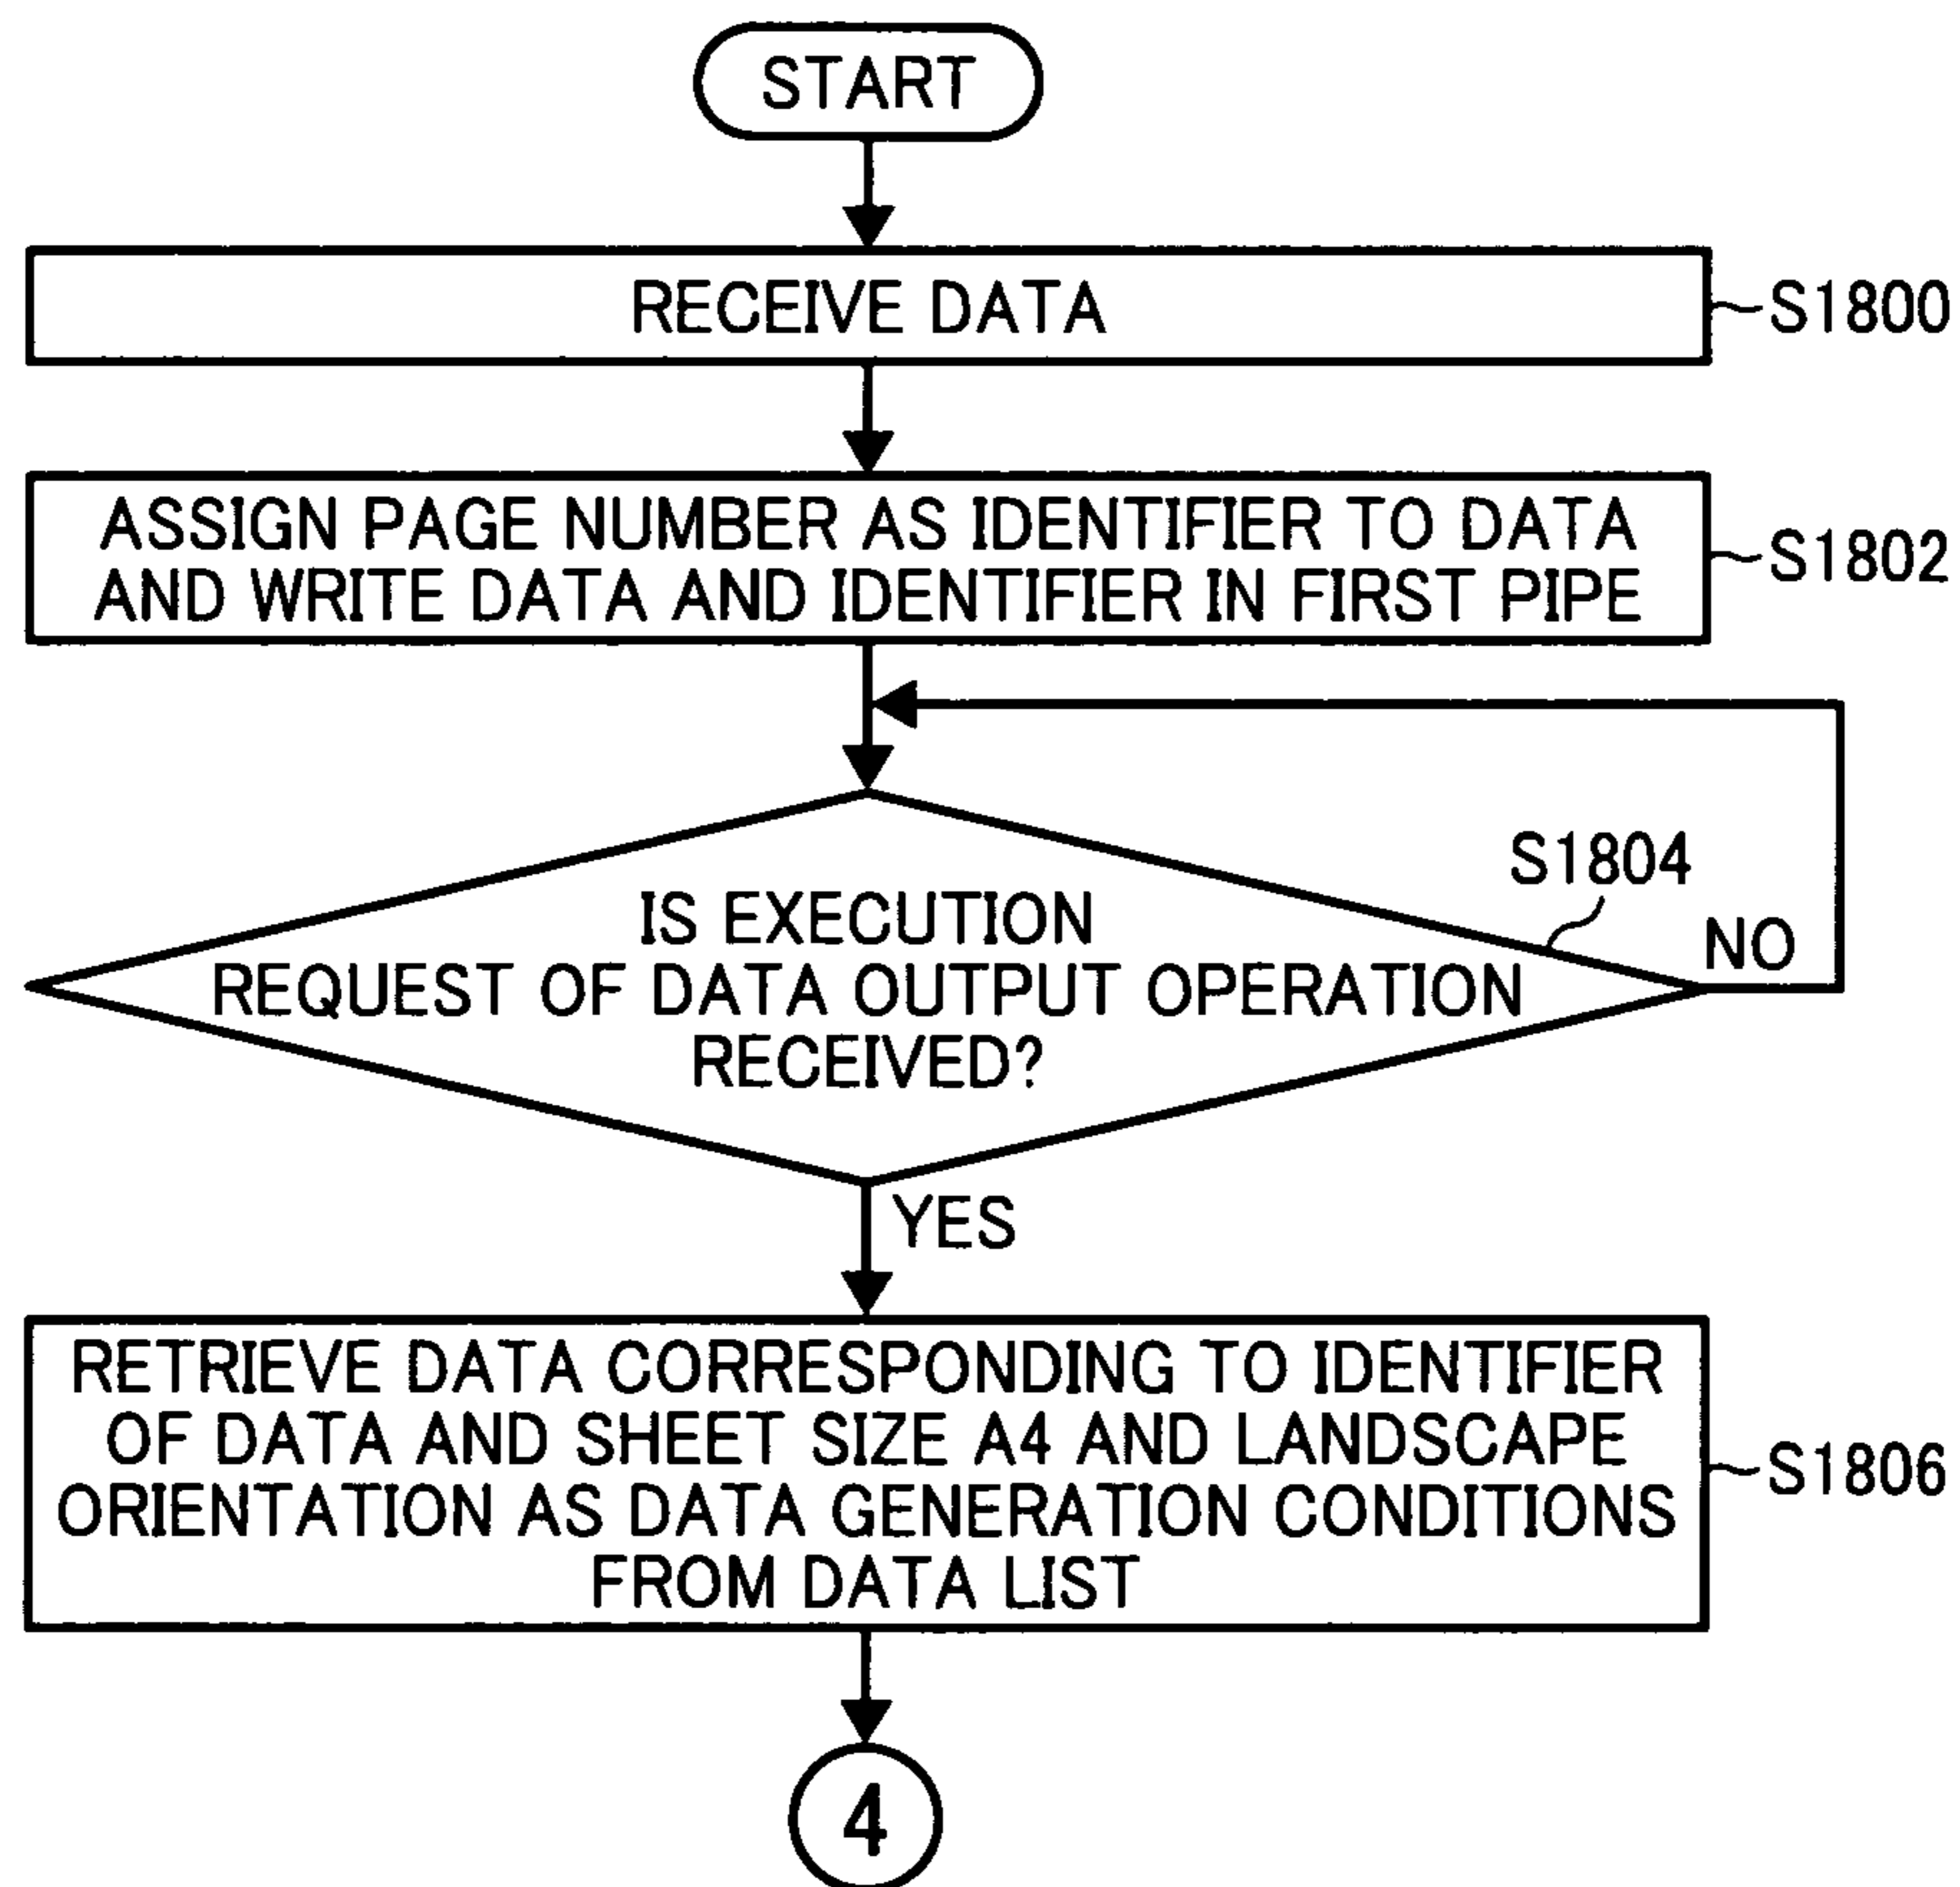 START
RECEIVE DATA
S1800
ASSIGN PAGE NUMBER AS IDENTIFIER TO DATA
AND WRITE DATA AND IDENTIFIER IN FIRST PIPE
S1802
S1804
IS EXECUTION
REQUEST OF DATA OUTPUT OPERATION
RECEIVED?
NO
YES
RETRIEVE DATA CORRESPONDING TO IDENTIFIER
OF DATA AND SHEET SIZE A4 AND LANDSCAPE
ORIENTATION AS DATA GENERATION CONDITIONS
FROM DATA LIST
S1806
4